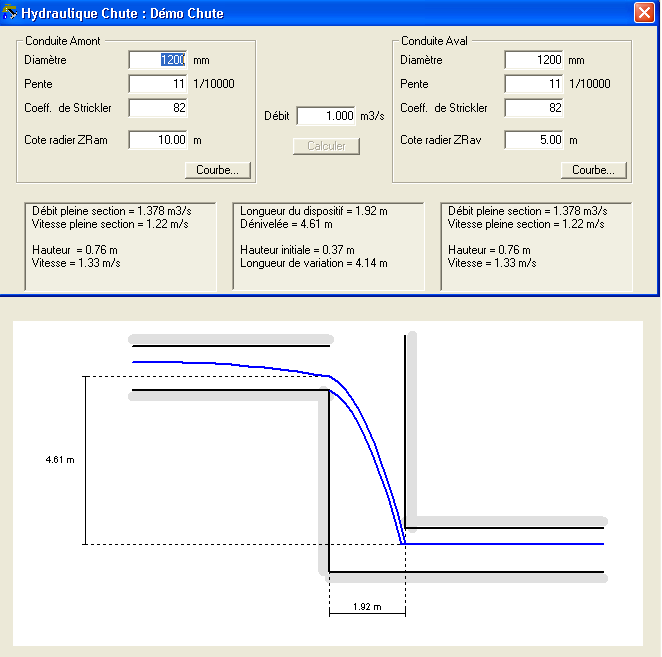 Hydraulique Chute : Démo Chute
Conduite Amont
Diamètre 1200 mm
Pente 11 1/10000
Coeff. de Strickler 82
Cote radier ZRam 10.00 m
Courbe...
Débit 1.000 m3/s
Calculer
Conduite Aval
Diamètre 1200 mm
Pente 11 1/10000
Coeff. de Strickler 82
Cote radier ZRav 5.00 m
Courbe...
Débit pleine section = 1.378 m3/s
Vitesse pleine section = 1.22 m/s
Hauteur = 0.76 m
Vitesse = 1.33 m/s
Longueur du dispositif = 1.92 m
Dénivelée = 4.61 m
Hauteur initiale = 0.37 m
Longueur de variation = 4.14 m
Débit pleine section = 1.378 m3/s
Vitesse pleine section = 1.22 m/s
Hauteur = 0.76 m
Vitesse = 1.33 m/s
4.61 m
1.92 m